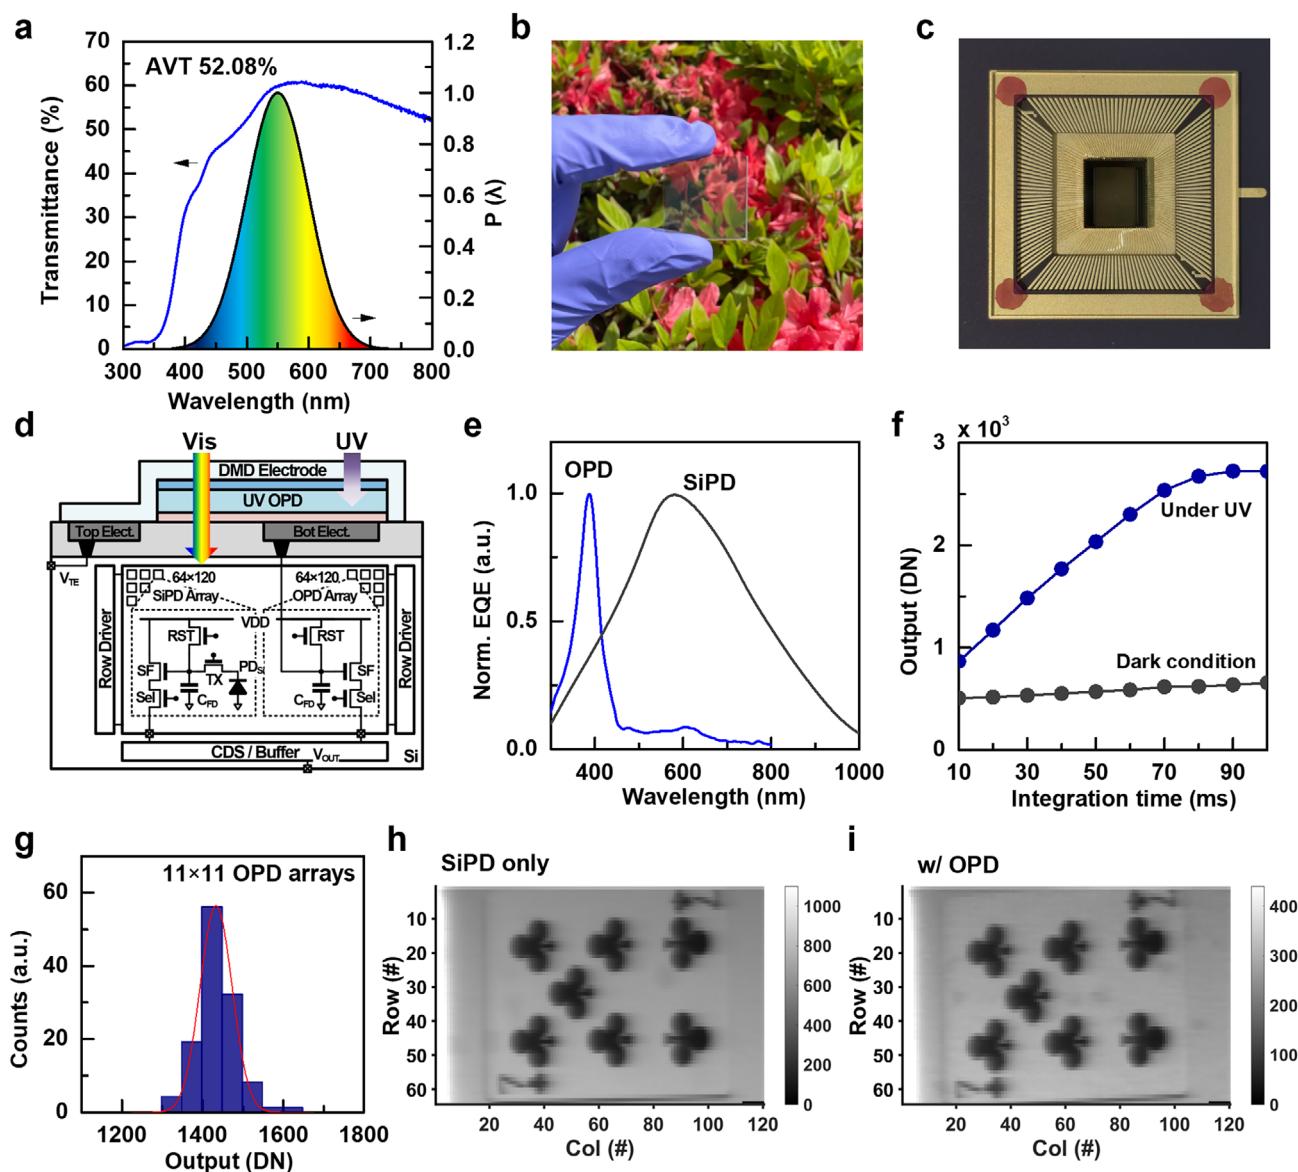 a
AVT 52.08%
70
60
50
40
30
20
10
0
Transmittance (%)
1.2
1.0
0.8
0.6
0.4
0.2
0.0
P (λ)
300 400 500 600 700 800
Wavelength (nm)
b
c
d
Vis
UV
DMD Electrode
UV OPD
Top Elect.
Bot Elect.
VTE
64×120
SiPD Array
64×120
OPD Array
Row Driver
Row Driver
VDD
RST
RST
SF
SF
TX
PDSi
Sel
Sel
CFD
CFD
CDS / Buffer
VOUT
Si
e
OPD
SiPD
1.0
0.5
0.0
Norm. EQE (a.u.)
400 600 800 1000
Wavelength (nm)
f
x 10³
3
2
1
0
Output (DN)
Under UV
Dark condition
10 30 50 70 90
Integration time (ms)
g
11×11 OPD arrays
60
40
20
0
Counts (a.u.)
1200 1400 1600 1800
Output (DN)
h
SiPD only
10
20
30
40
50
60
Row (#)
20 40 60 80 100 120
Col (#)
1000
800
600
400
200
0
i
w/ OPD
10
20
30
40
50
60
Row (#)
20 40 60 80 100 120
Col (#)
400
300
200
100
0